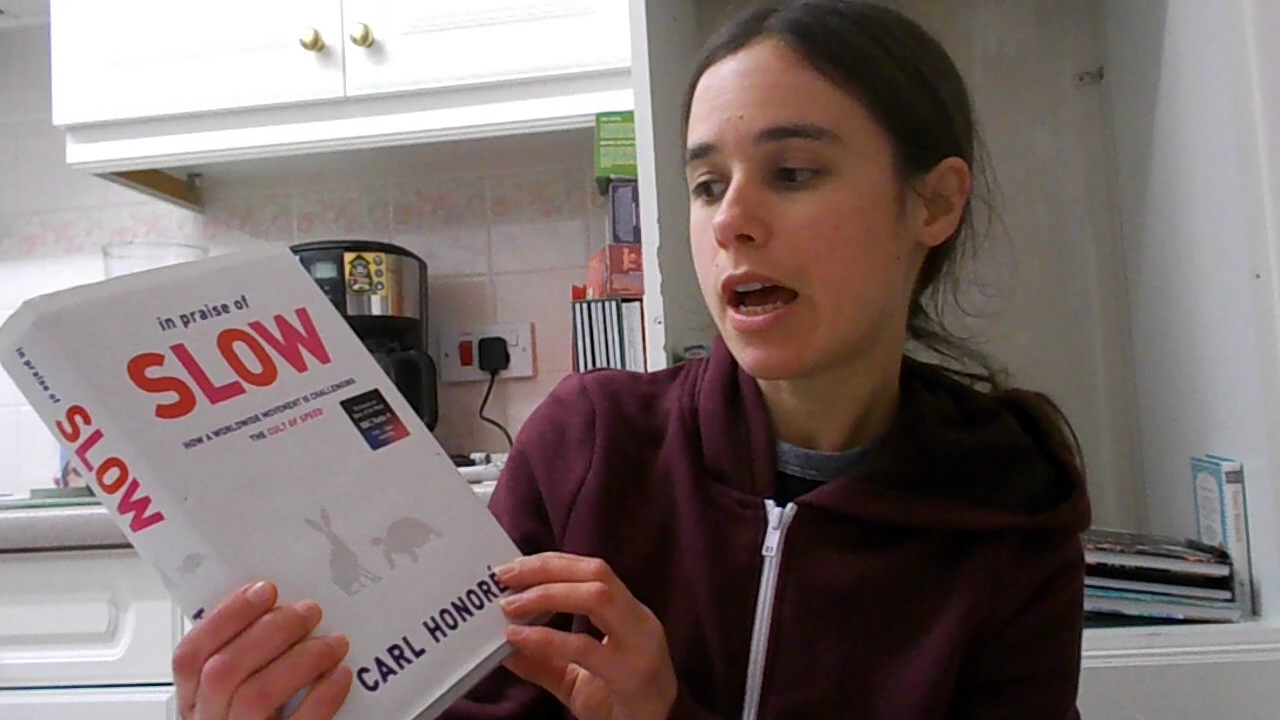 in praise of
SLOW
HOW A WORLDWIDE MOVEMENT IS CHALLENGING
THE CULT OF SPEED
CARL HONORÉ
in praise of
SLOW